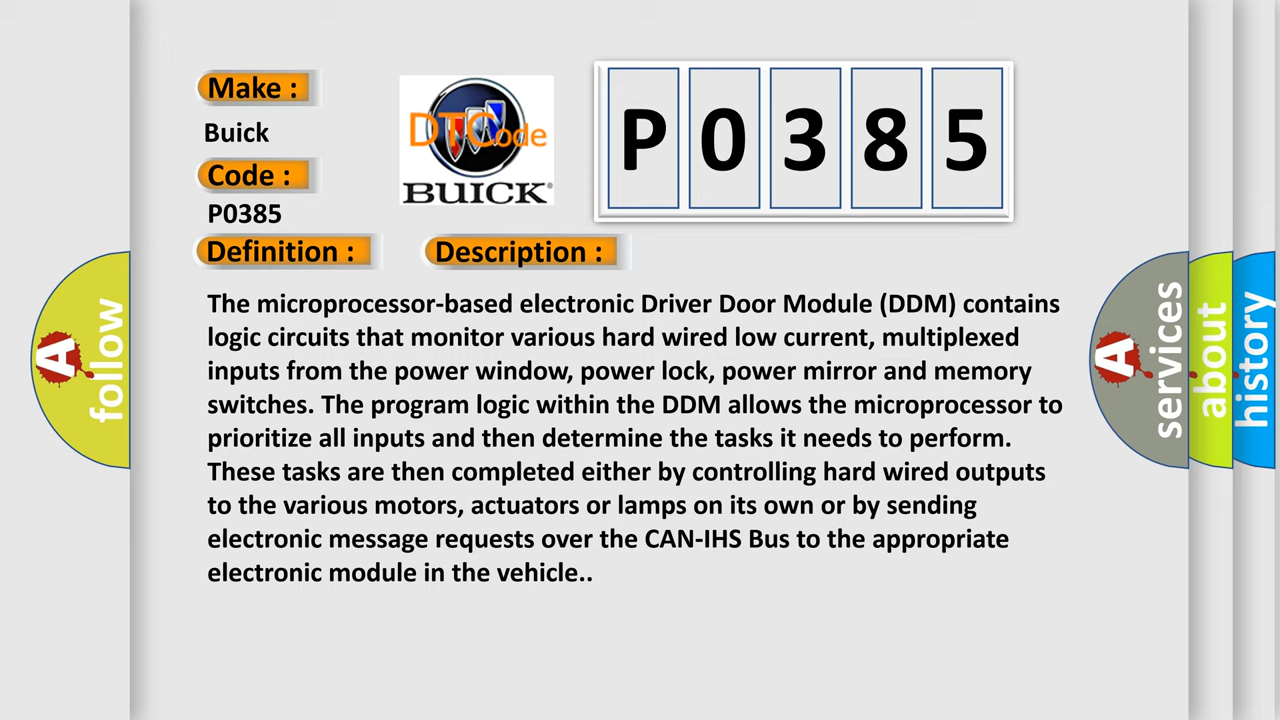 Make :
Buick
Code :
P0385
Definition :
Description :
DTCode
BUICK®
P0385
The microprocessor-based electronic Driver Door Module (DDM) contains
logic circuits that monitor various hard wired low current, multiplexed
inputs from the power window, power lock, power mirror and memory
switches. The program logic within the DDM allows the microprocessor to
prioritize all inputs and then determine the tasks it needs to perform.
These tasks are then completed either by controlling hard wired outputs
to the various motors, actuators or lamps on its own or by sending
electronic message requests over the CAN-IHS Bus to the appropriate
electronic module in the vehicle..
A
follow
A
services
about
history